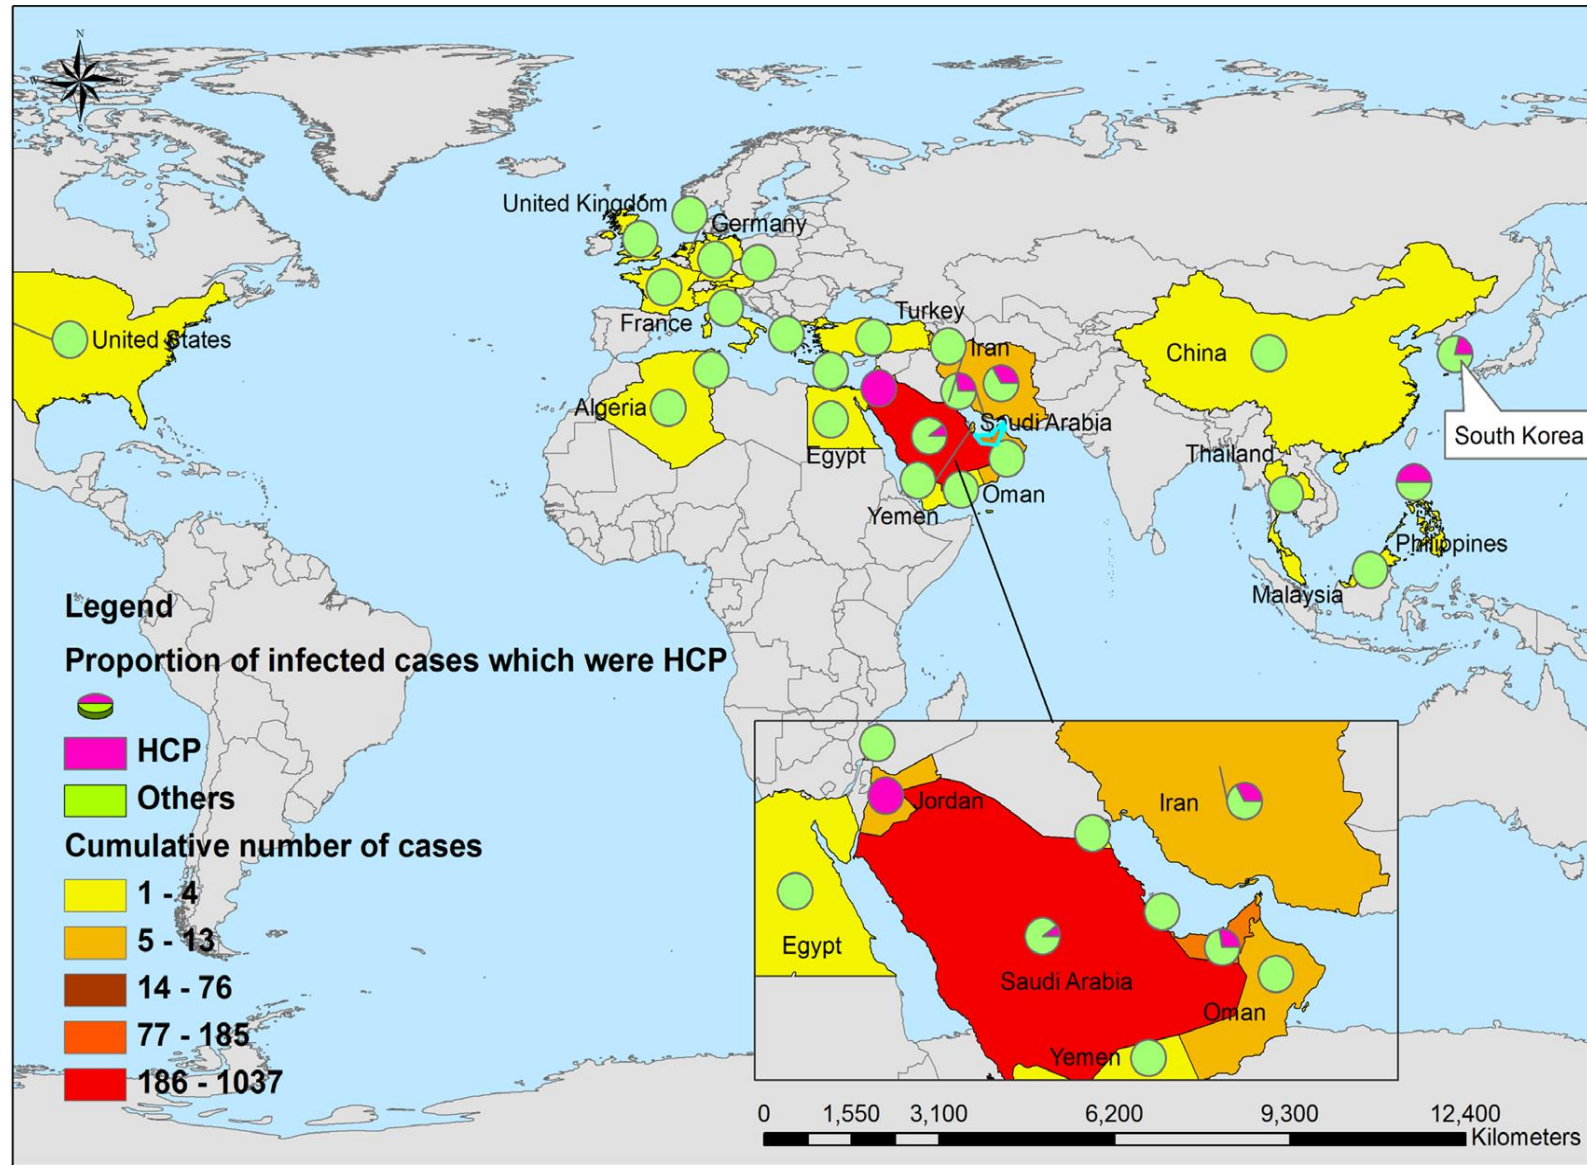 N
W
E
S
United Kingdom
Germany
France
Turkey
United States
Iran
China
Algeria
Saudi Arabia
South Korea
Egypt
Thailand
Oman
Yemen
Philippines
Malaysia
Legend
Proportion of infected cases which were HCP
HCP
Others
Cumulative number of cases
1 - 4
5 - 13
14 - 76
77 - 185
186 - 1037
Jordan
Iran
Egypt
Saudi Arabia
Oman
Yemen
0 1,550 3,100 6,200 9,300 12,400
Kilometers